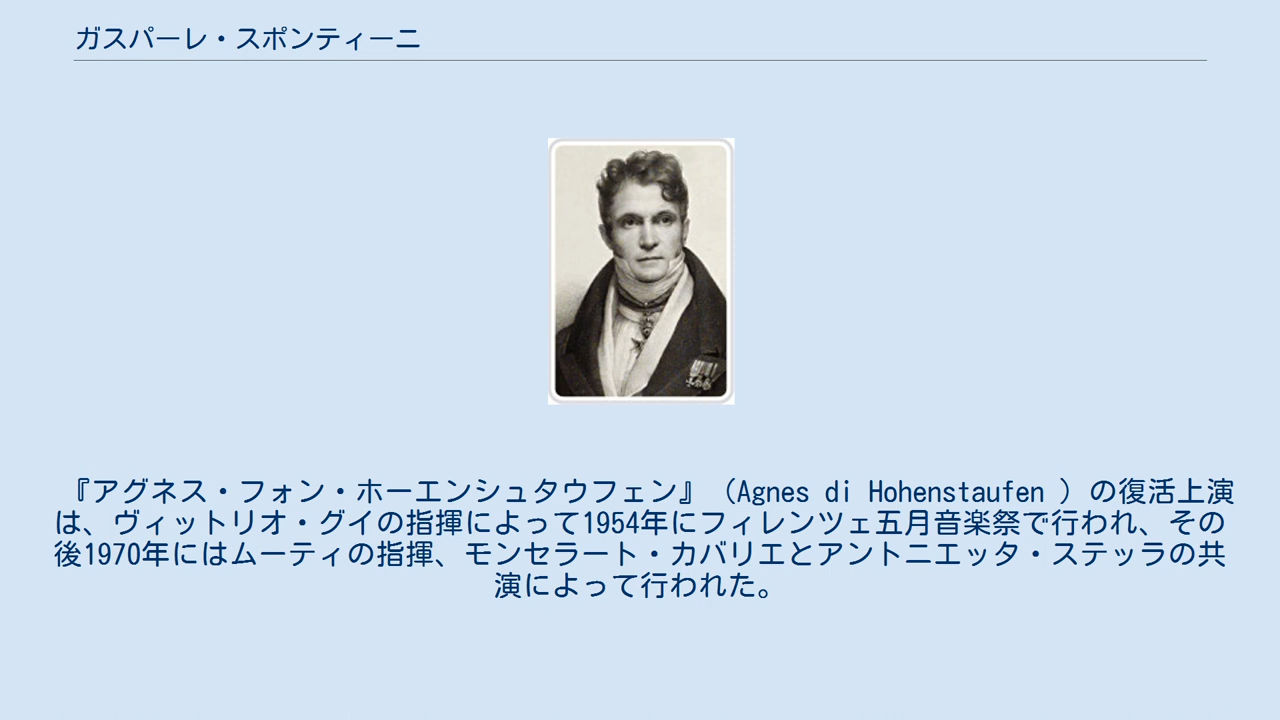 ガスパーレ・スポンティーニ
『アグネス・フォン・ホーエンシュタウフェン』（Agnes di Hohenstaufen ）の復活上演
は、ヴィットリオ・グイの指揮によって1954年にフィレンツェ五月音楽祭で行われ、その
後1970年にはムーティの指揮、モンセラート・カバリエとアントニエッタ・ステッラの共
演によって行われた。